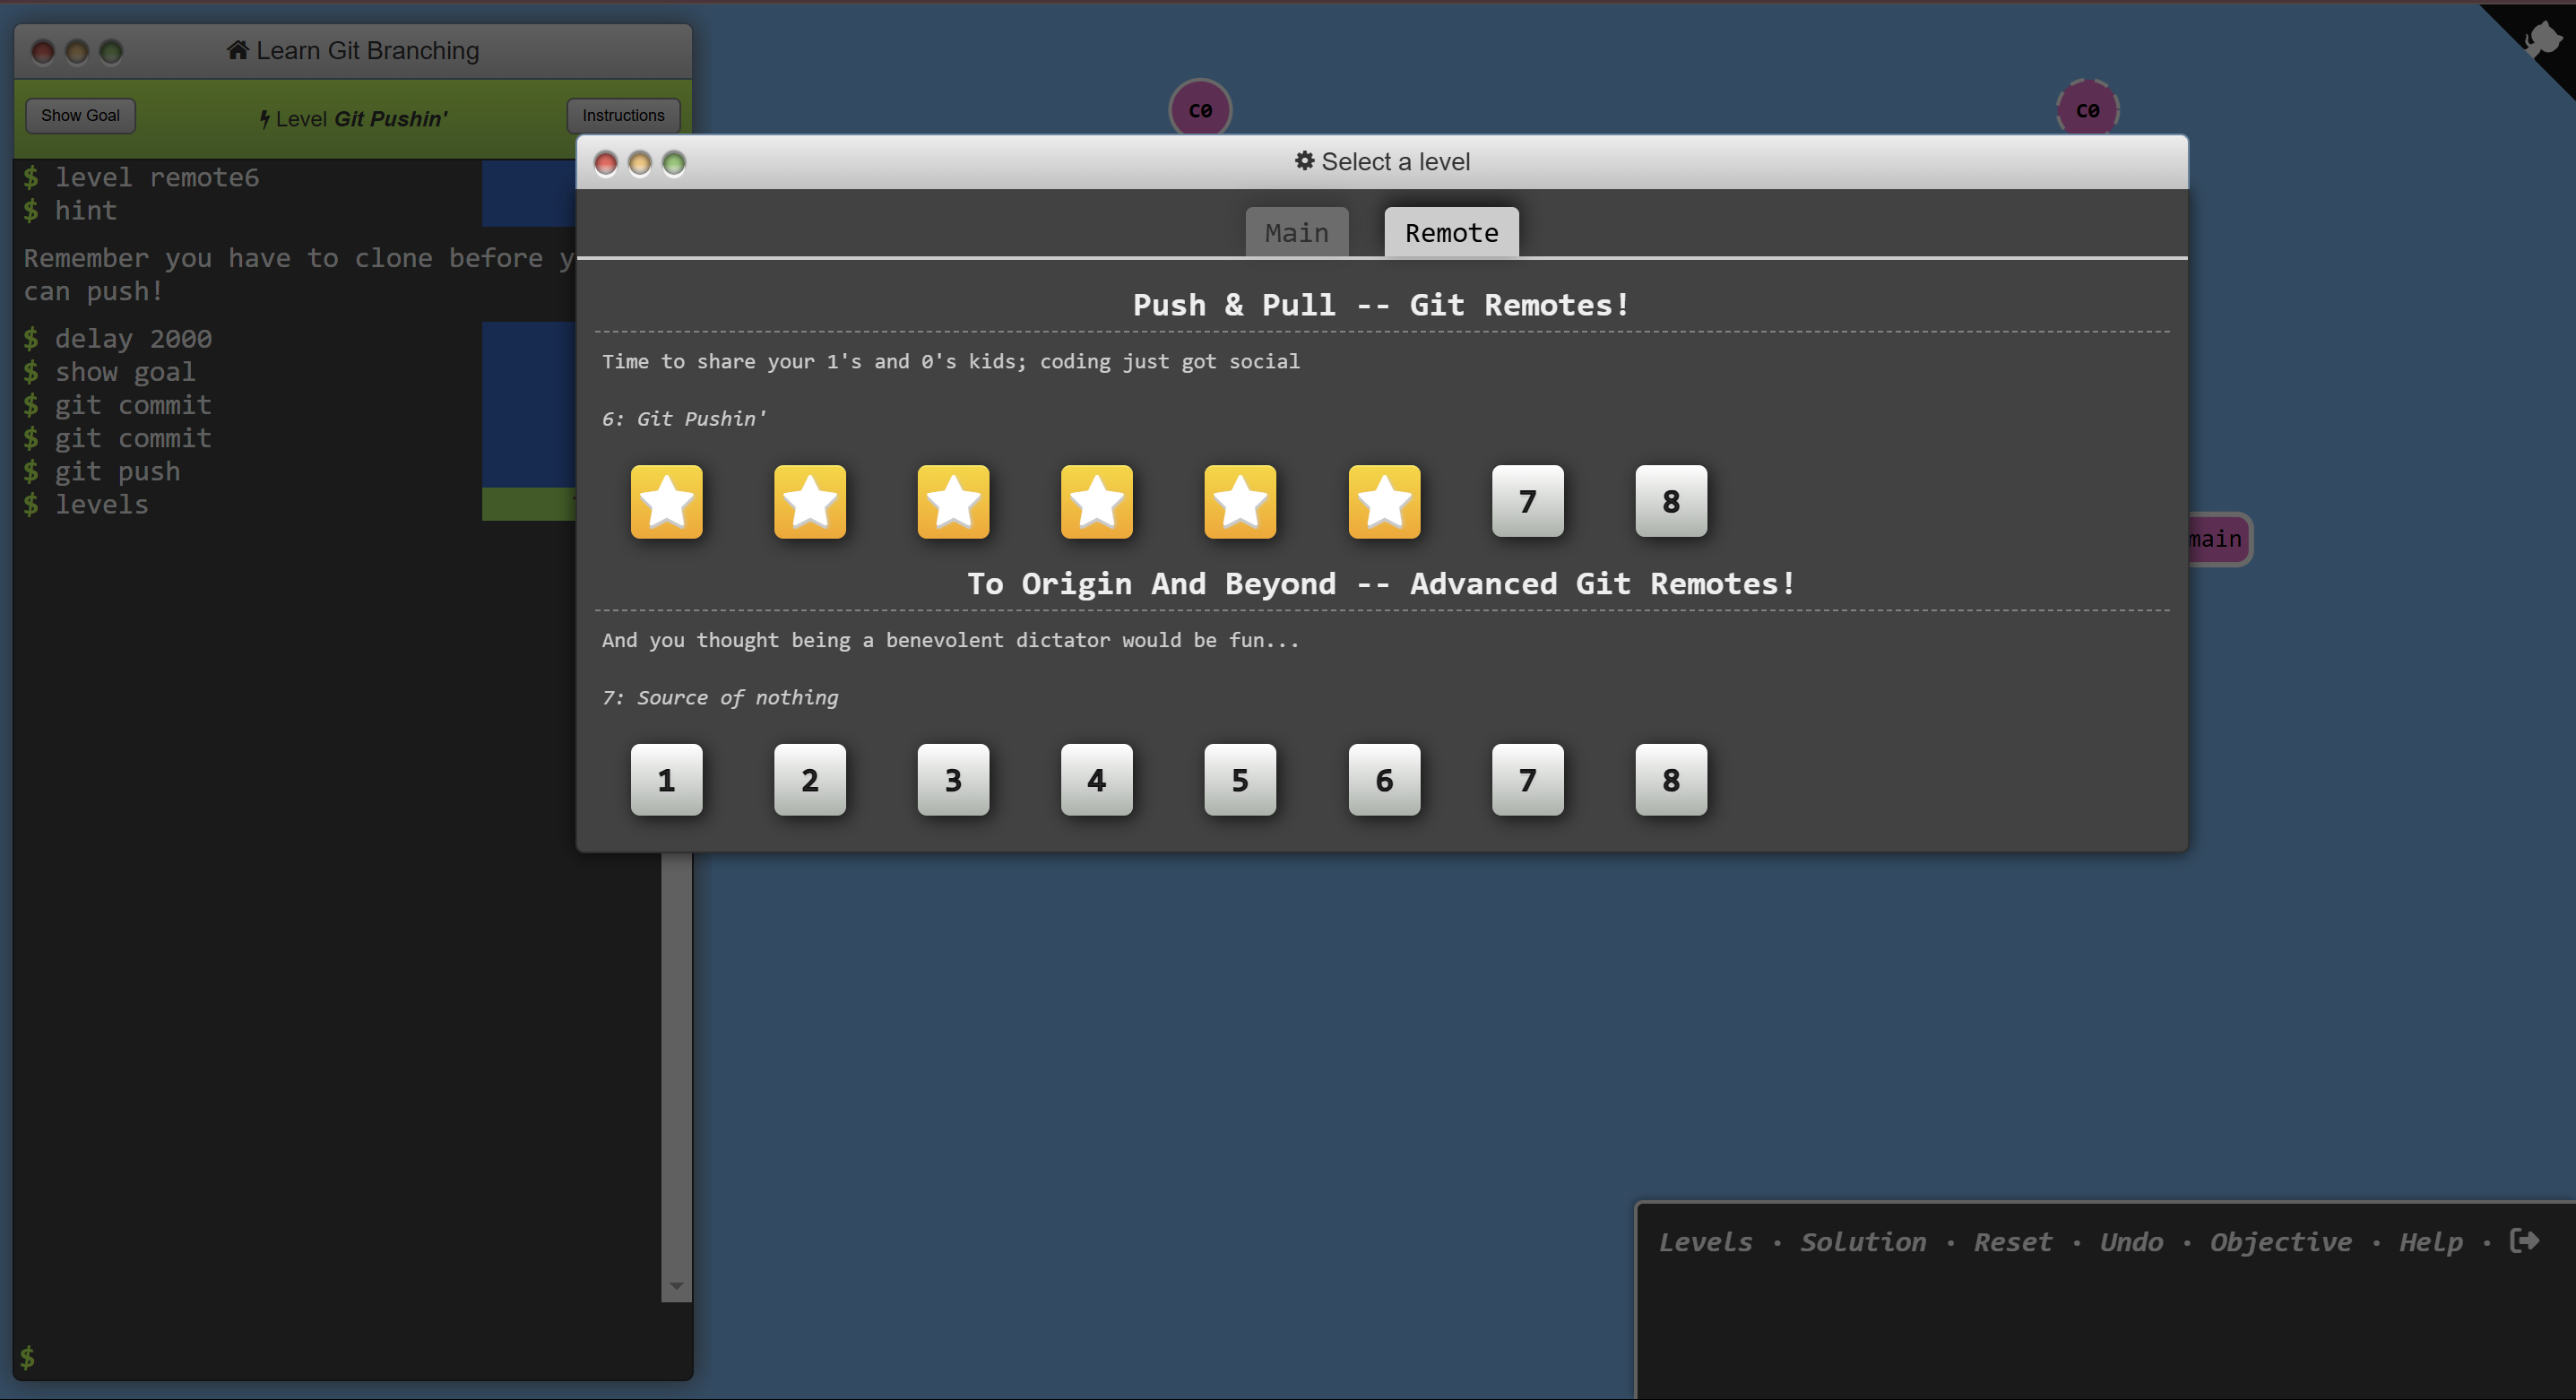 Learn Git Branching
Show Goal
Level Git Pushin'
Instructions
$ level remote6
$ hint
Remember you have to clone before y
can push!
$ delay 2000
$ show goal
$ git commit
$ git commit
$ git push
$ levels
$
C0
C0
Select a level
Main
Remote
Push & Pull -- Git Remotes!
Time to share your 1's and 0's kids; coding just got social
6: Git Pushin'
7
8
To Origin And Beyond -- Advanced Git Remotes!
And you thought being a benevolent dictator would be fun...
7: Source of nothing
1 2 3 4 5 6 7 8
main
Levels · Solution · Reset · Undo · Objective · Help ·